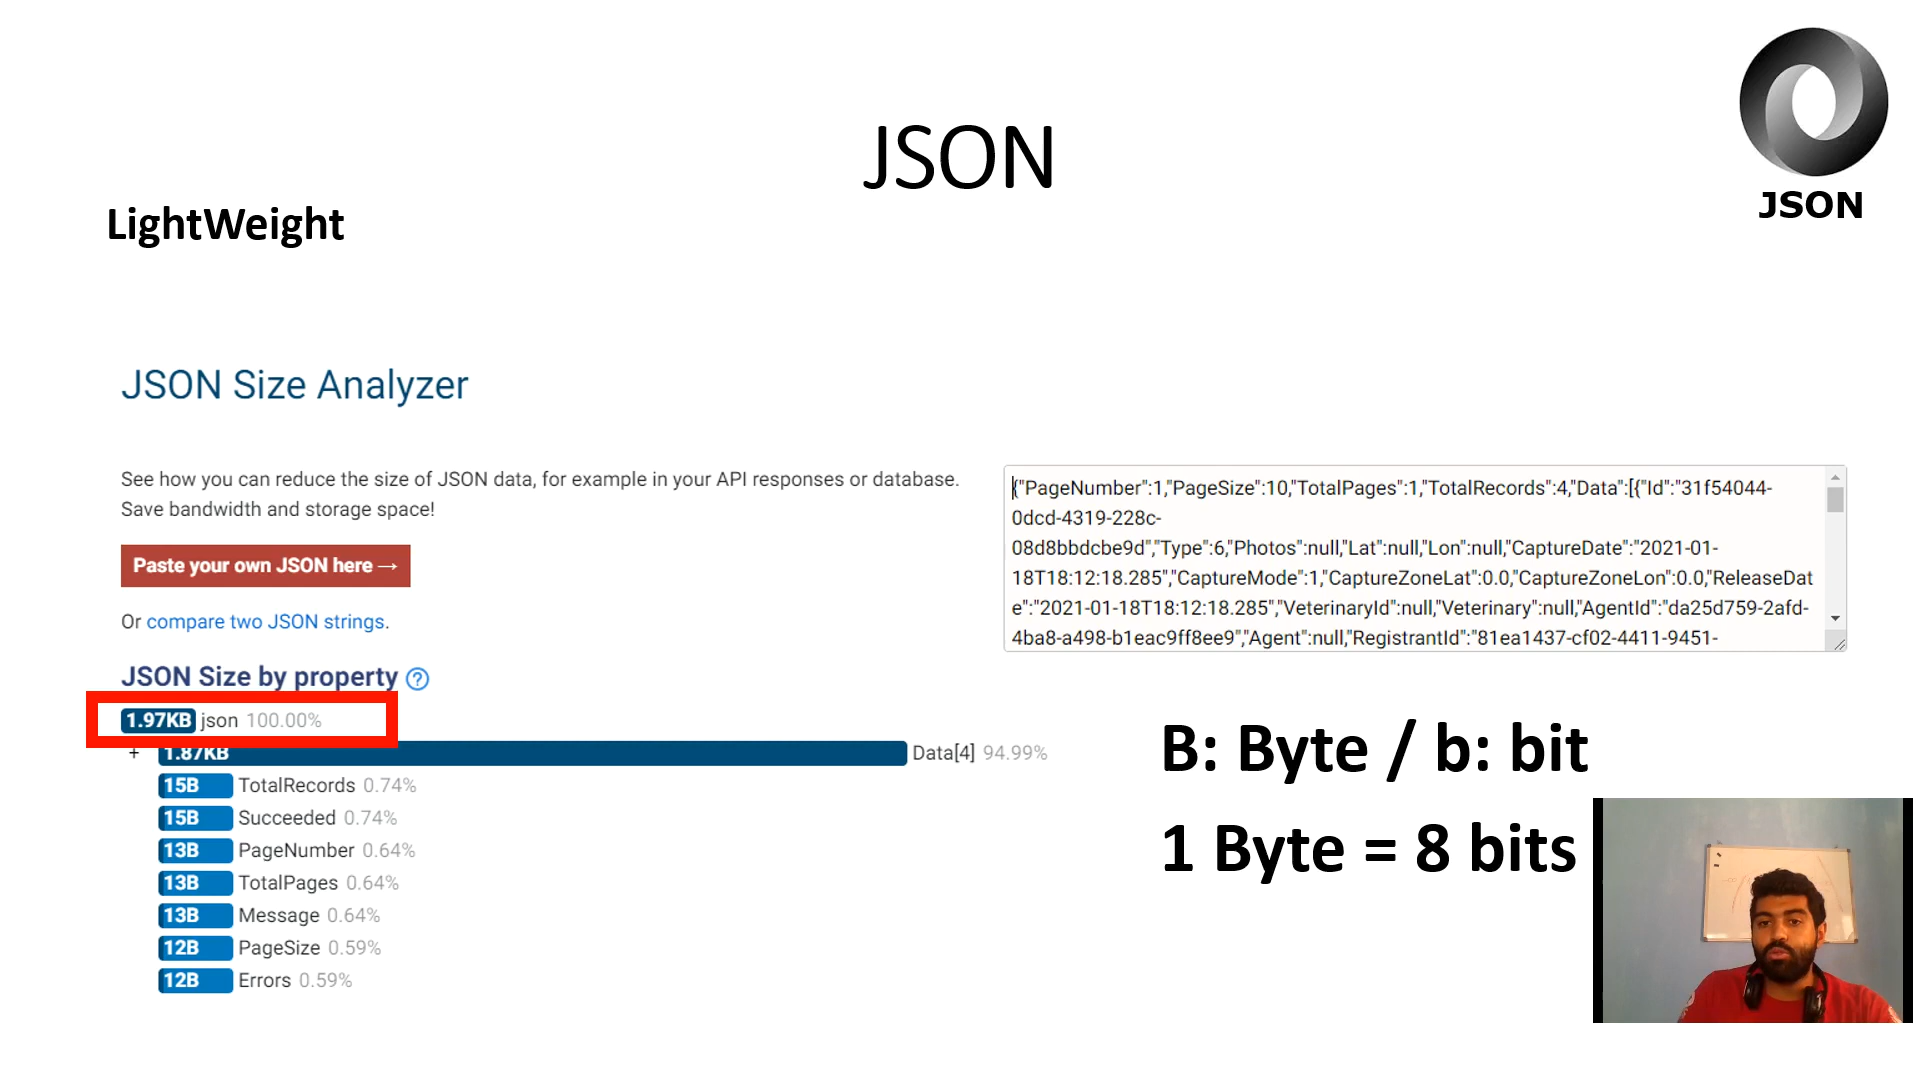 JSON
JSON
LightWeight
JSON Size Analyzer
See how you can reduce the size of JSON data, for example in your API responses or database.
Save bandwidth and storage space!
Paste your own JSON here →
Or compare two JSON strings.
{"PageNumber":1,"PageSize":10,"TotalPages":1,"TotalRecords":4,"Data":[{"Id":"31f54044-
0dcd-4319-228c-
08d8bbdcbe9d","Type":6,"Photos":null,"Lat":null,"Lon":null,"CaptureDate":"2021-01-
18T18:12:18.285","CaptureMode":1,"CaptureZoneLat":0.0,"CaptureZoneLon":0.0,"ReleaseDat
e":"2021-01-18T18:12:18.285","VeterinaryId":null,"Veterinary":null,"AgentId":"da25d759-2afd-
4ba8-a498-b1eac9ff8ee9","Agent":null,"RegistrantId":"81ea1437-cf02-4411-9451-
JSON Size by property ?
1.97KB json 100.00%
+ 1.87KB Data[4] 94.99%
15B TotalRecords 0.74%
15B Succeeded 0.74%
13B PageNumber 0.64%
13B TotalPages 0.64%
13B Message 0.64%
12B PageSize 0.59%
12B Errors 0.59%
B: Byte / b: bit
1 Byte = 8 bits